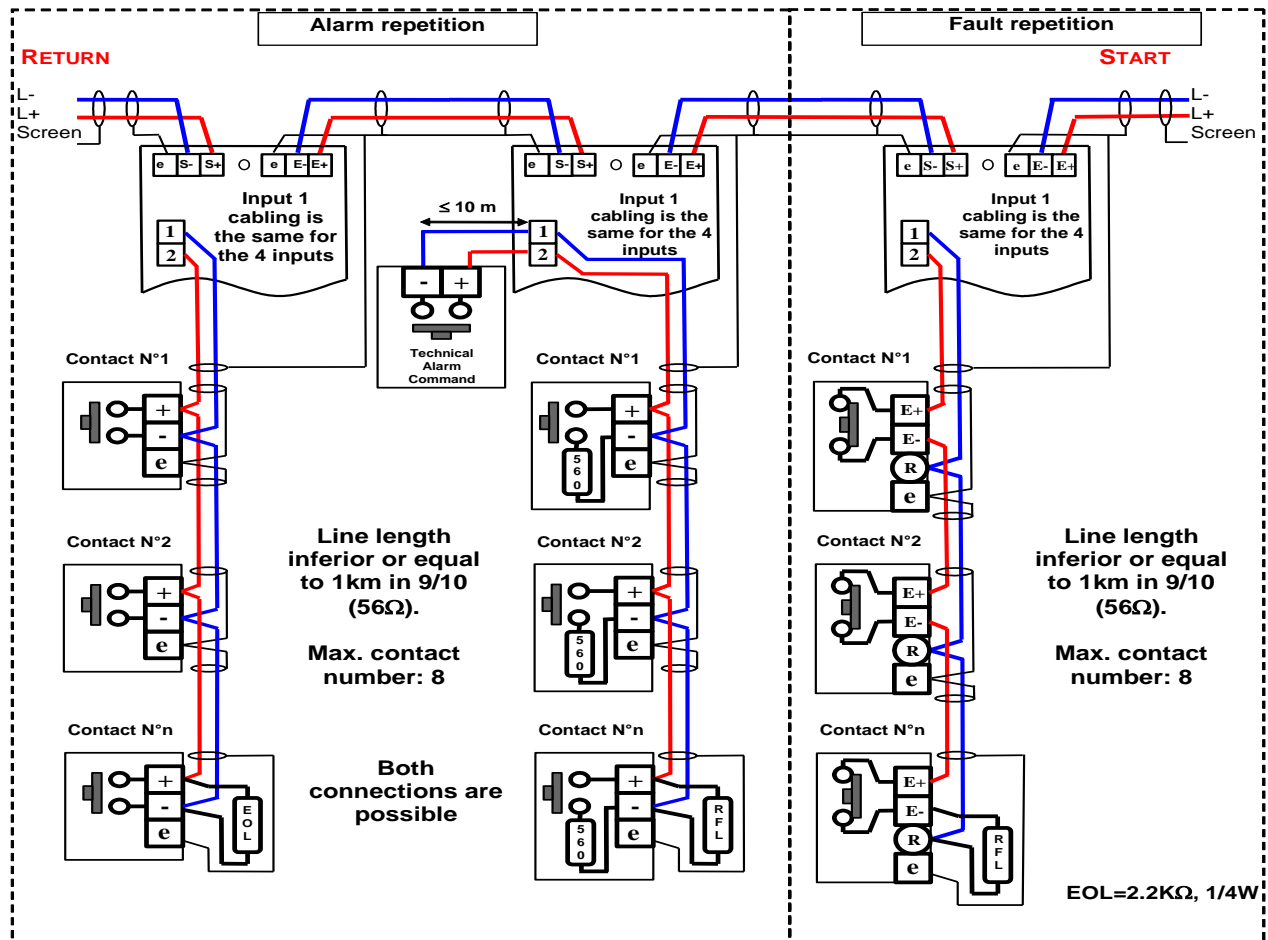 Alarm repetition
Fault repetition
RETURN
START
L-
L+
Screen
L-
L+
Screen
e S- S+
e E- E+
e S- S+
e E- E+
e S- S+
e E- E+
Input 1
cabling is
the same for
the 4 inputs
1
2
≤ 10 m
Input 1
cabling is the
same for the 4
inputs
1
2
- +
Technical
Alarm
Command
Input 1
cabling is the
same for the 4
inputs
1
2
Contact N°1
+
-
e
Contact N°2
+
-
e
Contact N°n
+
-
e
EOL
Line length
inferior or equal
to 1km in 9/10
(56Ω).
Max. contact
number: 8
Both
connections are
possible
Contact N°1
+
-
e
560
Contact N°2
+
-
e
560
Contact N°n
+
-
e
560
RFL
Contact N°1
E+
E-
R
e
Contact N°2
E+
E-
R
e
Contact N°n
E+
E-
R
e
RFL
Line length
inferior or equal
to 1km in 9/10
(56Ω).
Max. contact
number: 8
EOL=2.2KΩ, 1/4W